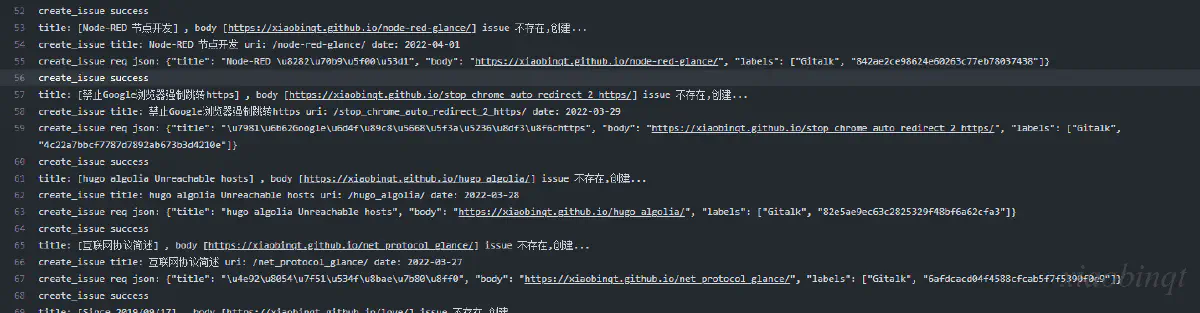 52 create_issue success
53 title: [Node-RED 节点开发] , body [https://xiaobinqt.github.io/node-red-glance/] issue 不存在,创建...
54 create_issue title: Node-RED 节点开发 uri: /node-red-glance/ date: 2022-04-01
55 create_issue req json: {"title": "Node-RED \u8282\u70b9\u5f00\u53d1", "body": "https://xiaobinqt.github.io/node-red-glance/", "labels": ["Gitalk", "842ae2ce98624e60263c77eb78037438"]}
56 create_issue success
57 title: [禁止Google浏览器强制跳转https] , body [https://xiaobinqt.github.io/stop_chrome_auto_redirect_2_https/] issue 不存在,创建...
58 create_issue title: 禁止Google浏览器强制跳转https uri: /stop_chrome_auto_redirect_2_https/ date: 2022-03-29
59 create_issue req json: {"title": "\u7981\u6b62Google\u6d4f\u89c8\u5668\u5f3a\u5236\u8df3\u8f6chttps", "body": "https://xiaobinqt.github.io/stop_chrome_auto_redirect_2_https/", "labels": ["Gitalk",
"4c22a7bbcf7787d7892ab673b3d4210e"]}
60 create_issue success
61 title: [hugo algolia Unreachable hosts] , body [https://xiaobinqt.github.io/hugo_algolia/] issue 不存在,创建...
62 create_issue title: hugo algolia Unreachable hosts uri: /hugo_algolia/ date: 2022-03-28
63 create_issue req json: {"title": "hugo algolia Unreachable hosts", "body": "https://xiaobinqt.github.io/hugo_algolia/", "labels": ["Gitalk", "82e5ae9ec63c2825329f48bf6a62cfa3"]}
64 create_issue success
65 title: [互联网协议简述] , body [https://xiaobinqt.github.io/net_protocol_glance/] issue 不存在,创建...
66 create_issue title: 互联网协议简述 uri: /net_protocol_glance/ date: 2022-03-27
67 create_issue req json: {"title": "\u4e92\u8054\u7f51\u534f\u8bae\u7b80\u8ff0", "body": "https://xiaobinqt.github.io/net_protocol_glance/", "labels": ["Gitalk", "6afdcacd04f4588cfcab5f7f5390f0e9"]}
xiaobinqt
68 create_issue success
69 title: [Since 2019/09/17] , body [https://xiaobinqt.github.io/love/] issue 不存在,创建